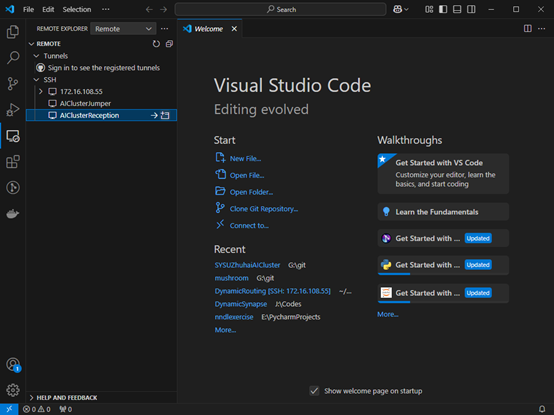 File Edit Selection ... Search
REMOTE EXPLORER Remote ...
Welcome
REMOTE
Tunnels
Sign in to see the registered tunnels
SSH
172.16.108.55
AIClusterJumper
AIClusterReception
Visual Studio Code
Editing evolved
Start
New File...
Open File...
Open Folder...
Clone Git Repository...
Connect to...
Recent
SYSUZhuhaiAICluster G:\git
mushroom G:\git
DynamicRouting [SSH: 172.16.108.55] ~/...
DynamicSynapse J:\Codes
nndlexercise E:\PycharmProjects
More...
Walkthroughs
Get Started with VS Code
Customize your editor, learn the
basics, and start coding
Learn the Fundamentals
Get Started with ... Updated
Get Started with ... Updated
Get Started with ... Updated
More...
Show welcome page on startup
1
HELP AND FEEDBACK
0 0 0